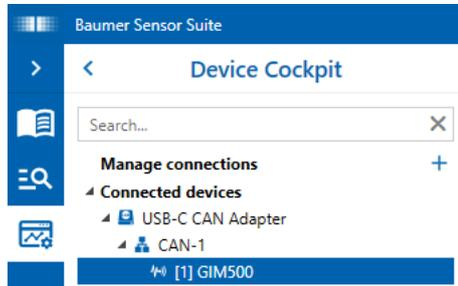 Baumer Sensor Suite
Device Cockpit
Search...
Manage connections
Connected devices
USB-C CAN Adapter
CAN-1
[1] GIM500